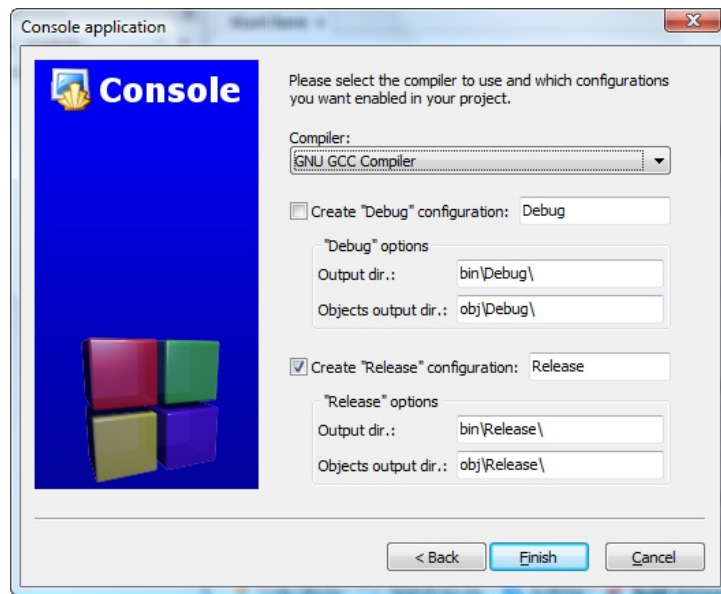 Console application
Console
Please select the compiler to use and which configurations
you want enabled in your project.
Compiler:
GNU GCC Compiler
Create "Debug" configuration: Debug
"Debug" options
Output dir.: bin\Debug\
Objects output dir.: obj\Debug\
Create "Release" configuration: Release
"Release" options
Output dir.: bin\Release\
Objects output dir.: obj\Release\
< Back Finish Cancel